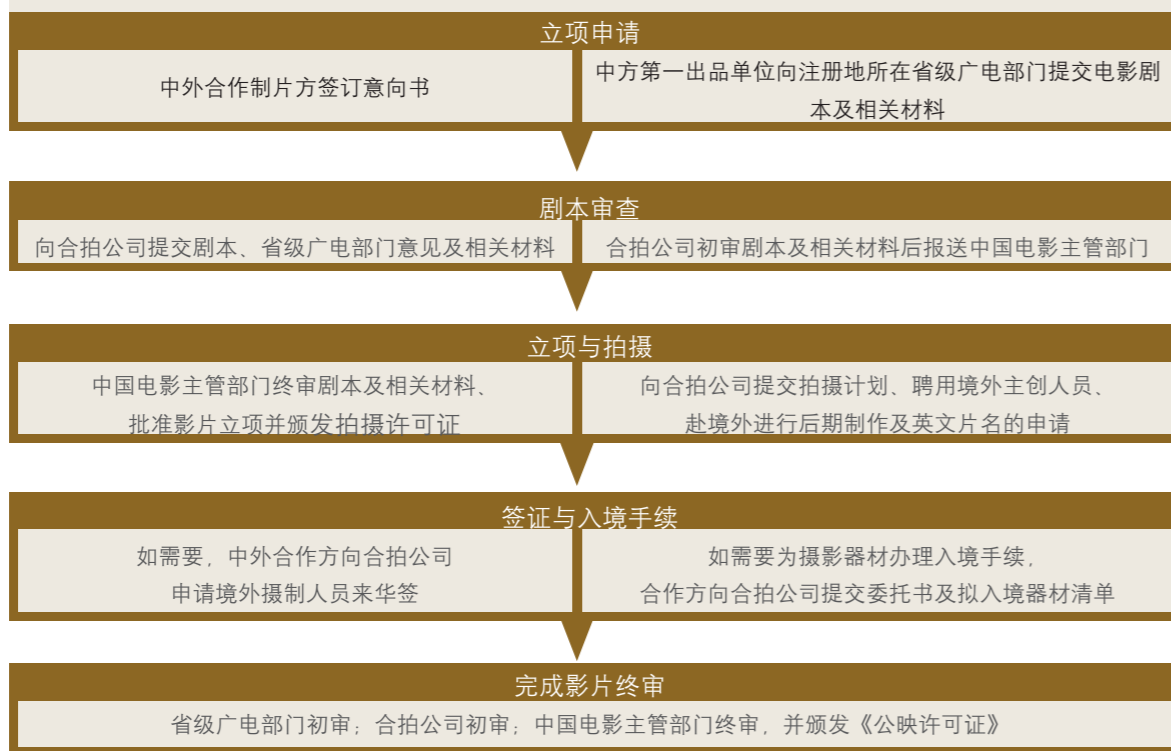 立项申请
中外合作制片方签订意向书
中方第一出品单位向注册地所在省级广电部门提交电影剧
本及相关材料
剧本审查
向合拍公司提交剧本、省级广电部门意见及相关材料
合拍公司初审剧本及相关材料后报送中国电影主管部门
立项与拍摄
中国电影主管部门终审剧本及相关材料、
批准影片立项并颁发拍摄许可证
向合拍公司提交拍摄计划、聘用境外主创人员、
赴境外进行后期制作及英文片名的申请
签证与入境手续
如需要，中外合作方向合拍公司
申请境外摄制人员来华签
如需要为摄影器材办理入境手续，
合作方向合拍公司提交委托书及拟入境器材清单
完成影片终审
省级广电部门初审；合拍公司初审；中国电影主管部门终审，并颁发《公映许可证》